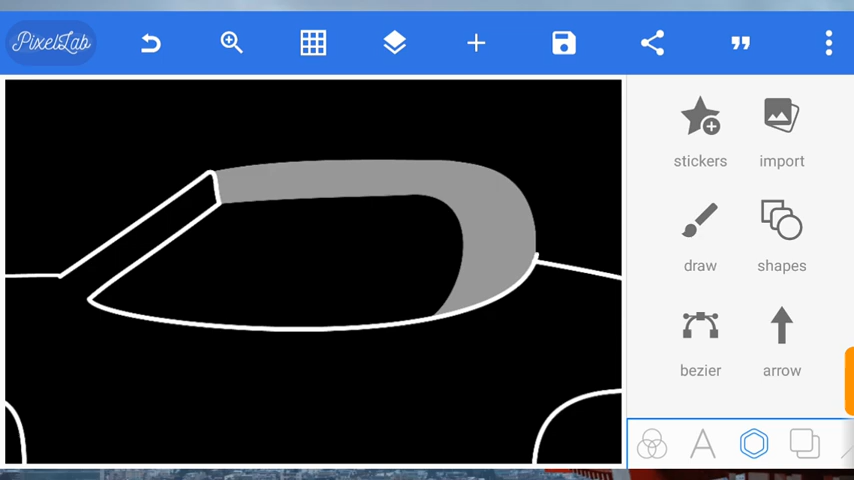 PixelLab
stickers
import
draw
shapes
bezier
arrow